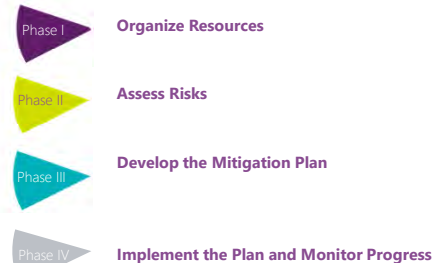 Phase I
Organize Resources
Phase II
Assess Risks
Phase III
Develop the Mitigation Plan
Phase IV
Implement the Plan and Monitor Progress